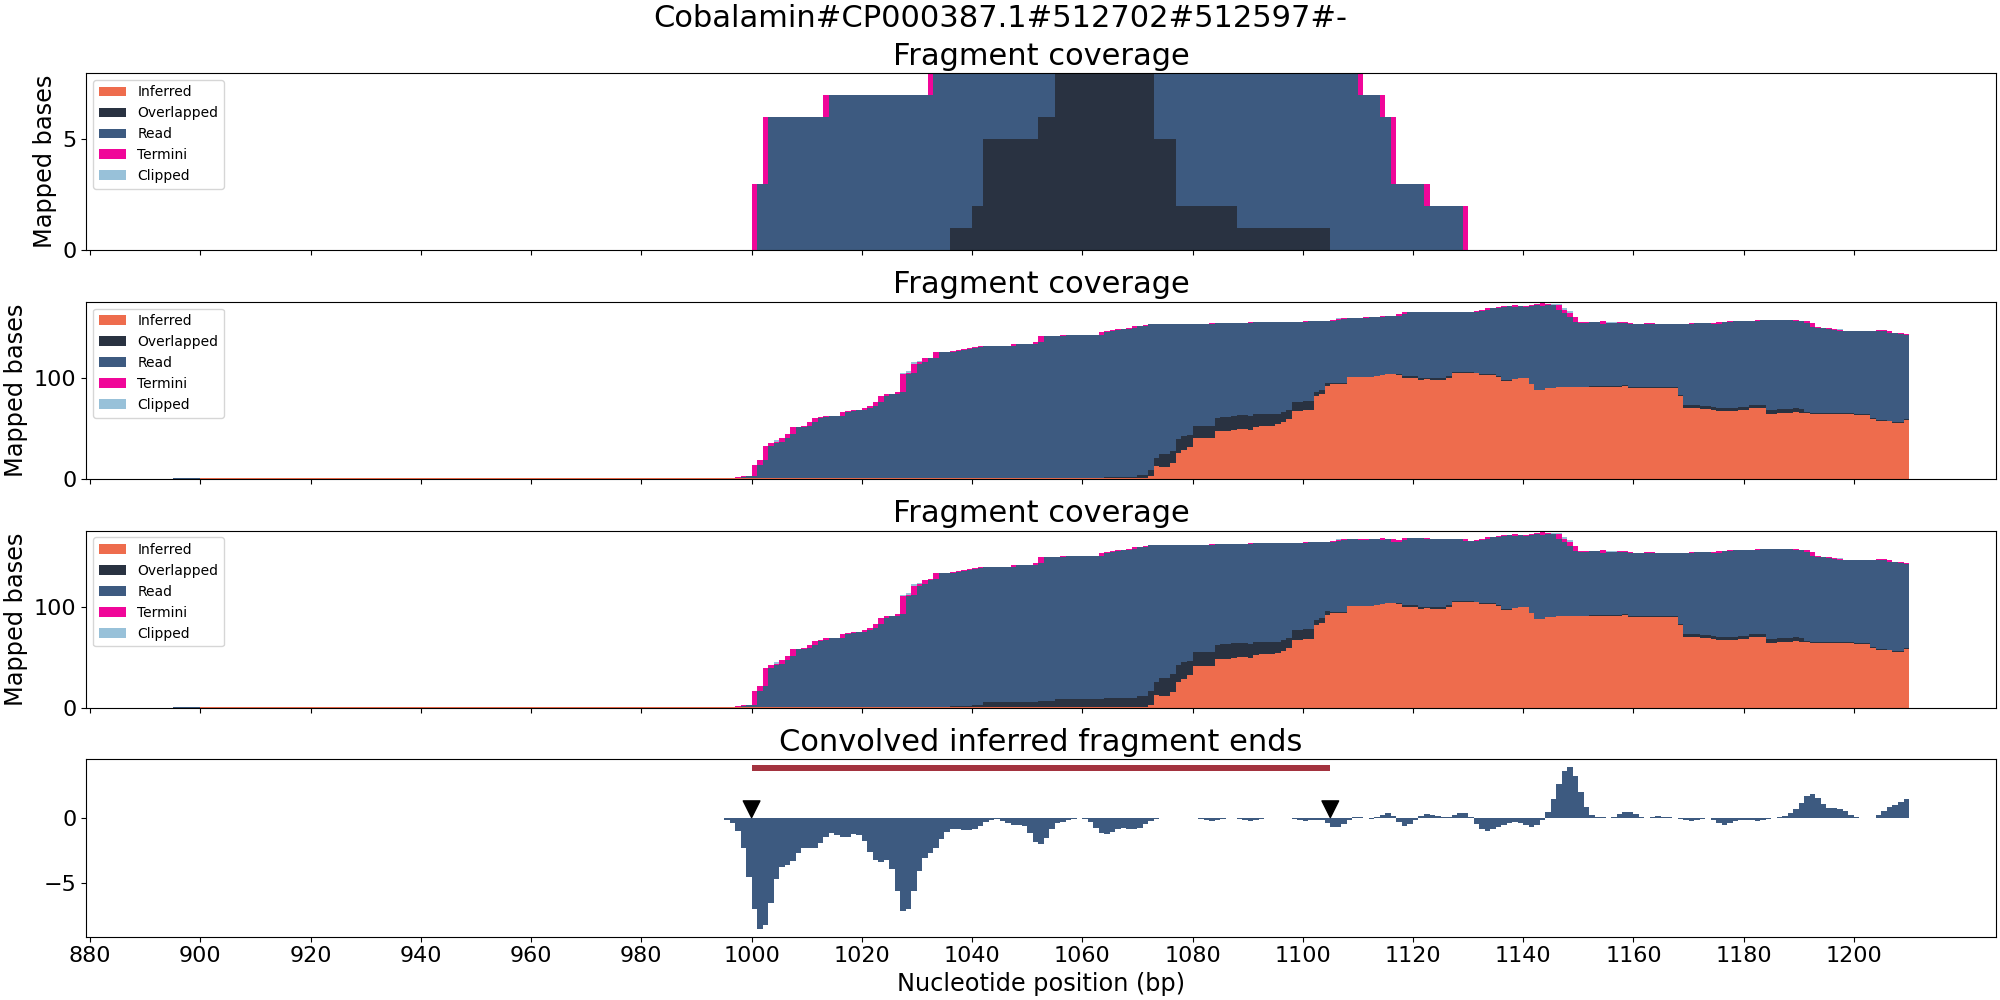 Cobalamin#CP000387.1#512702#512597#-
Fragment coverage
Mapped bases
5
0
Inferred
Overlapped
Read
Termini
Clipped
Fragment coverage
Mapped bases
100
0
Inferred
Overlapped
Read
Termini
Clipped
Fragment coverage
Mapped bases
100
0
Inferred
Overlapped
Read
Termini
Clipped
Convolved inferred fragment ends
0
−5
880 900 920 940 960 980 1000 1020 1040 1060 1080 1100 1120 1140 1160 1180 1200
Nucleotide position (bp)